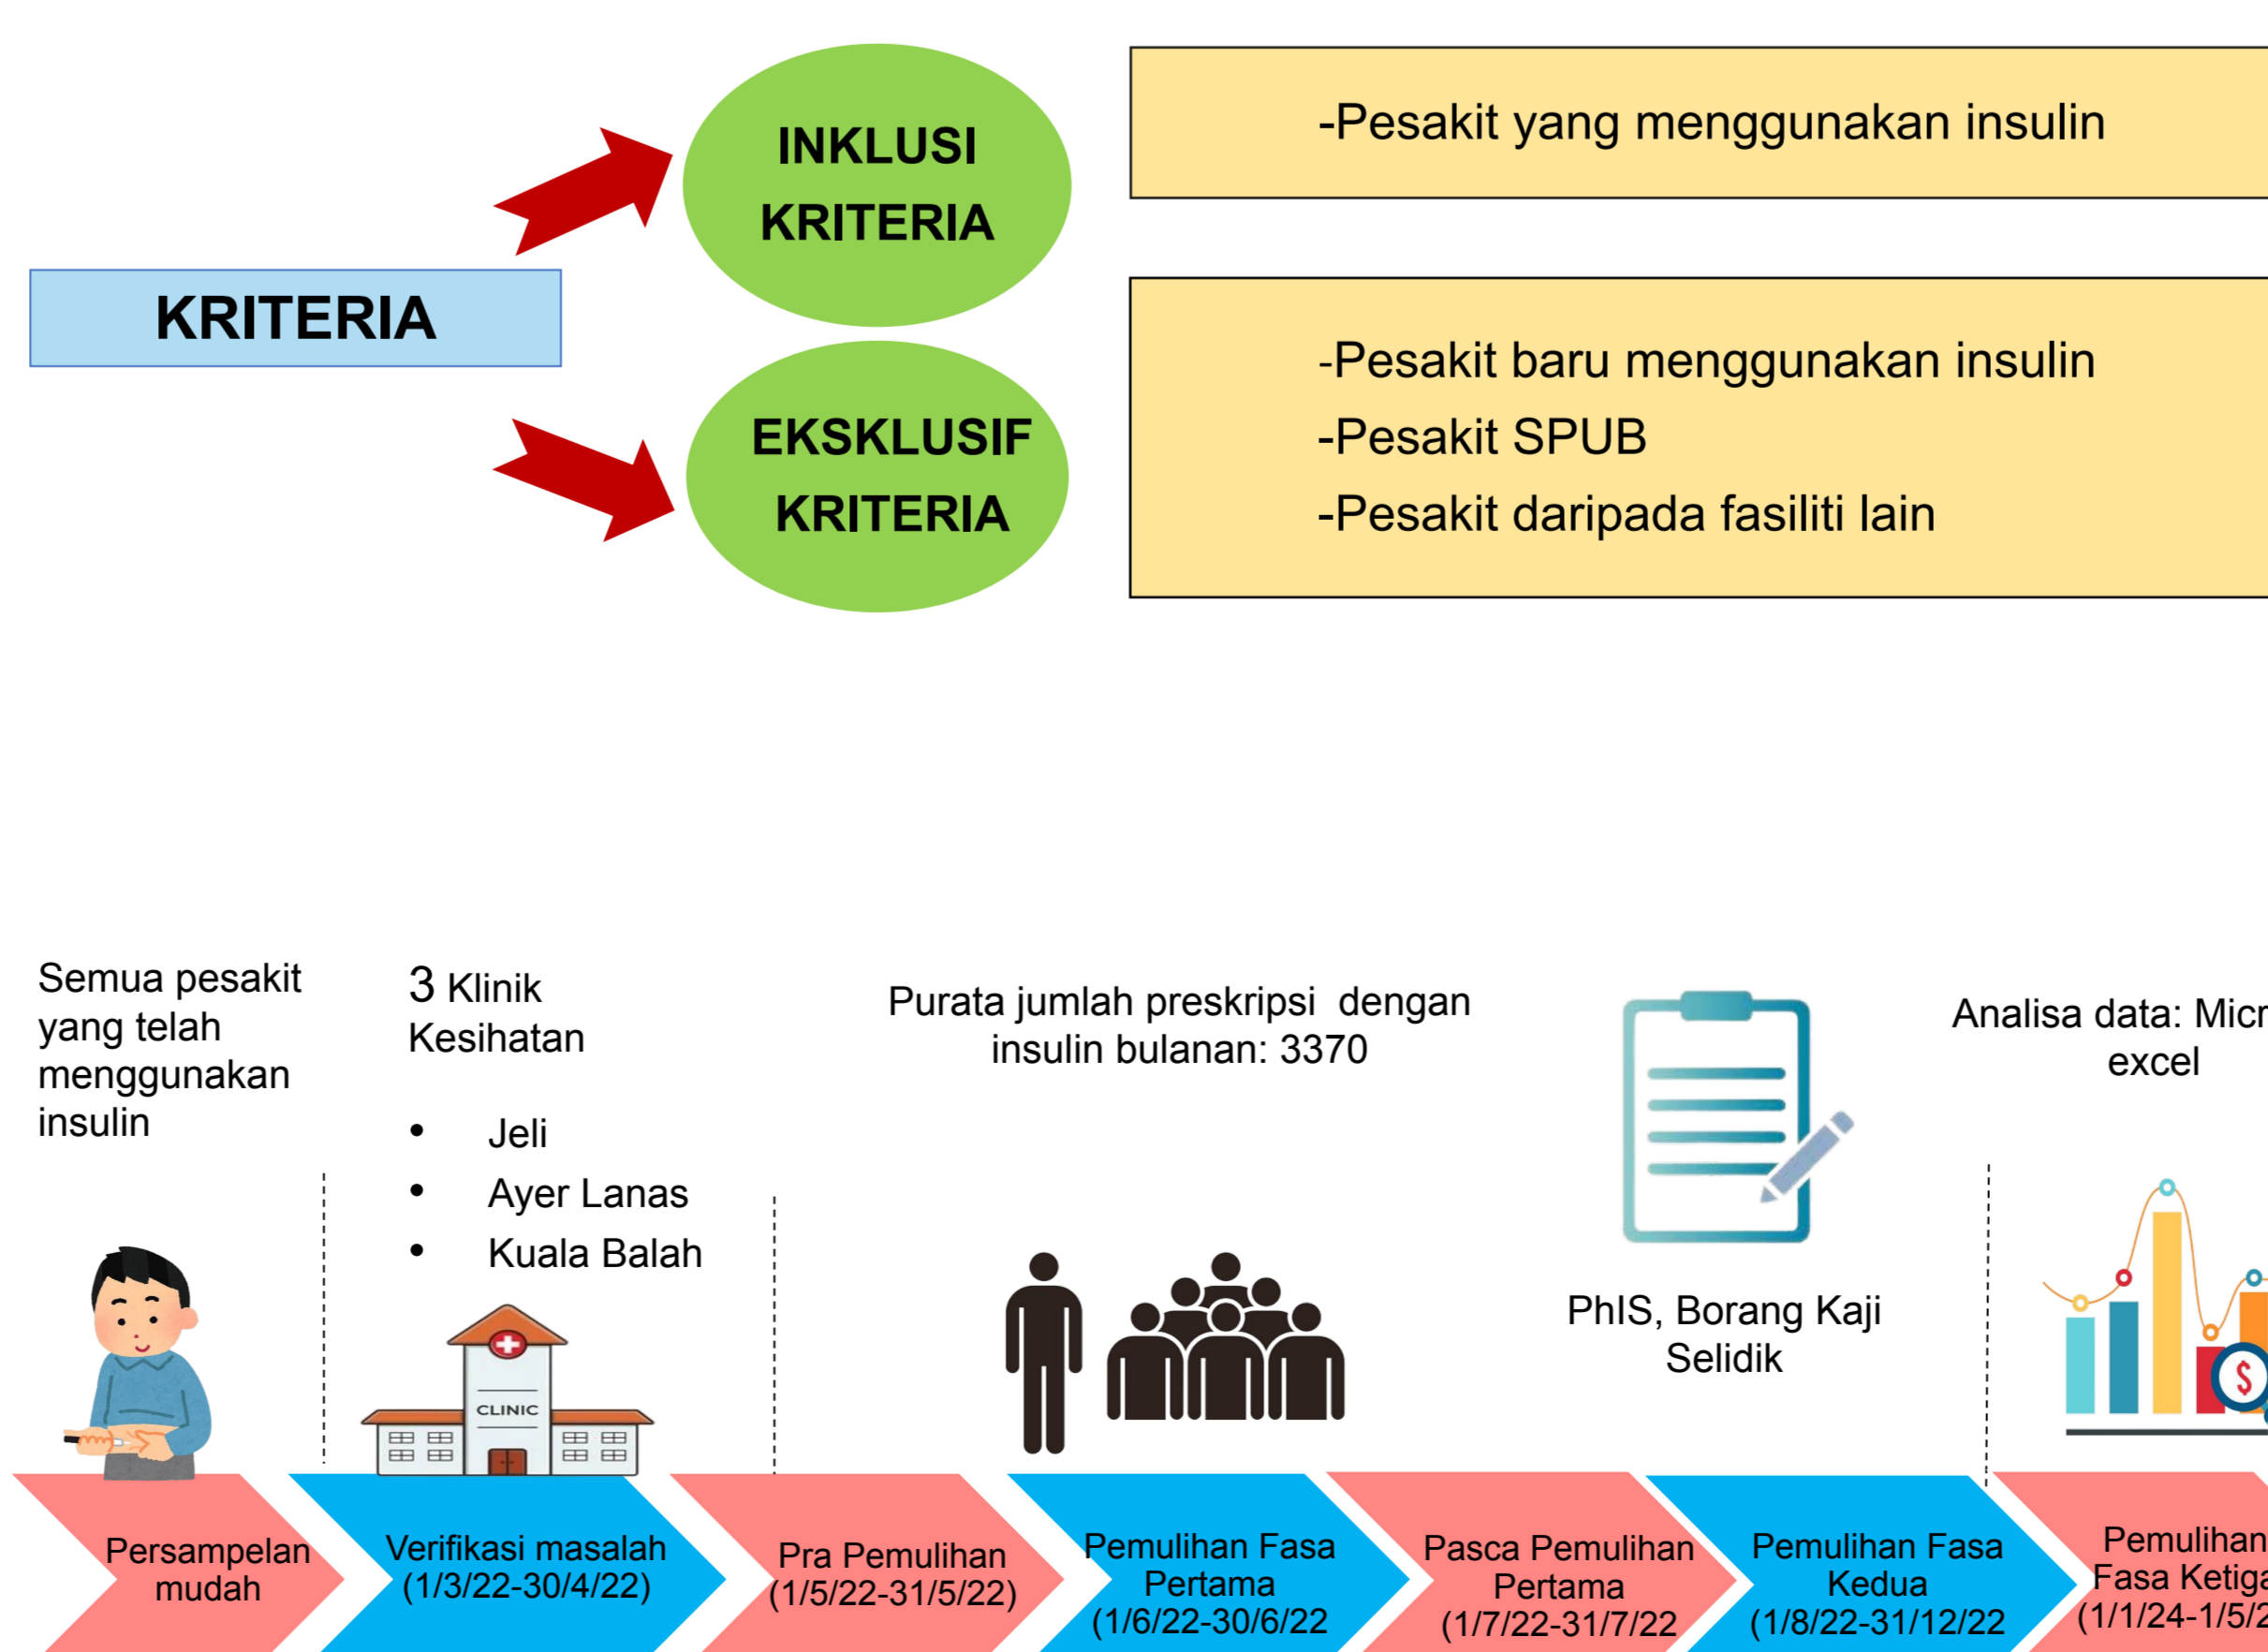 INKLUSI
KRITERIA
-Pesakit yang menggunakan insulin
KRITERIA
EKSKLUSIF
KRITERIA
-Pesakit baru menggunakan insulin
-Pesakit SPUB
-Pesakit daripada fasiliti lain
Semua pesakit
yang telah
menggunakan
insulin
3 Klinik
Kesihatan
• Jeli
• Ayer Lanas
• Kuala Balah
CLINIC
Purata jumlah preskripsi dengan
insulin bulanan: 3370
PhIS, Borang Kaji
Selidik
Analisa data:
excel
$
Persampelan
mudah
Verifikasi masalah
(1/3/22-30/4/22)
Pra Pemulihan
(1/5/22-31/5/22)
Pemulihan Fasa
Pertama
(1/6/22-30/6/22
Pasca Pemulihan
Pertama
(1/7/22-31/7/22
Pemulihan Fasa
Kedua
(1/8/22-31/12/22
Pemulihan
Fasa Ketiga